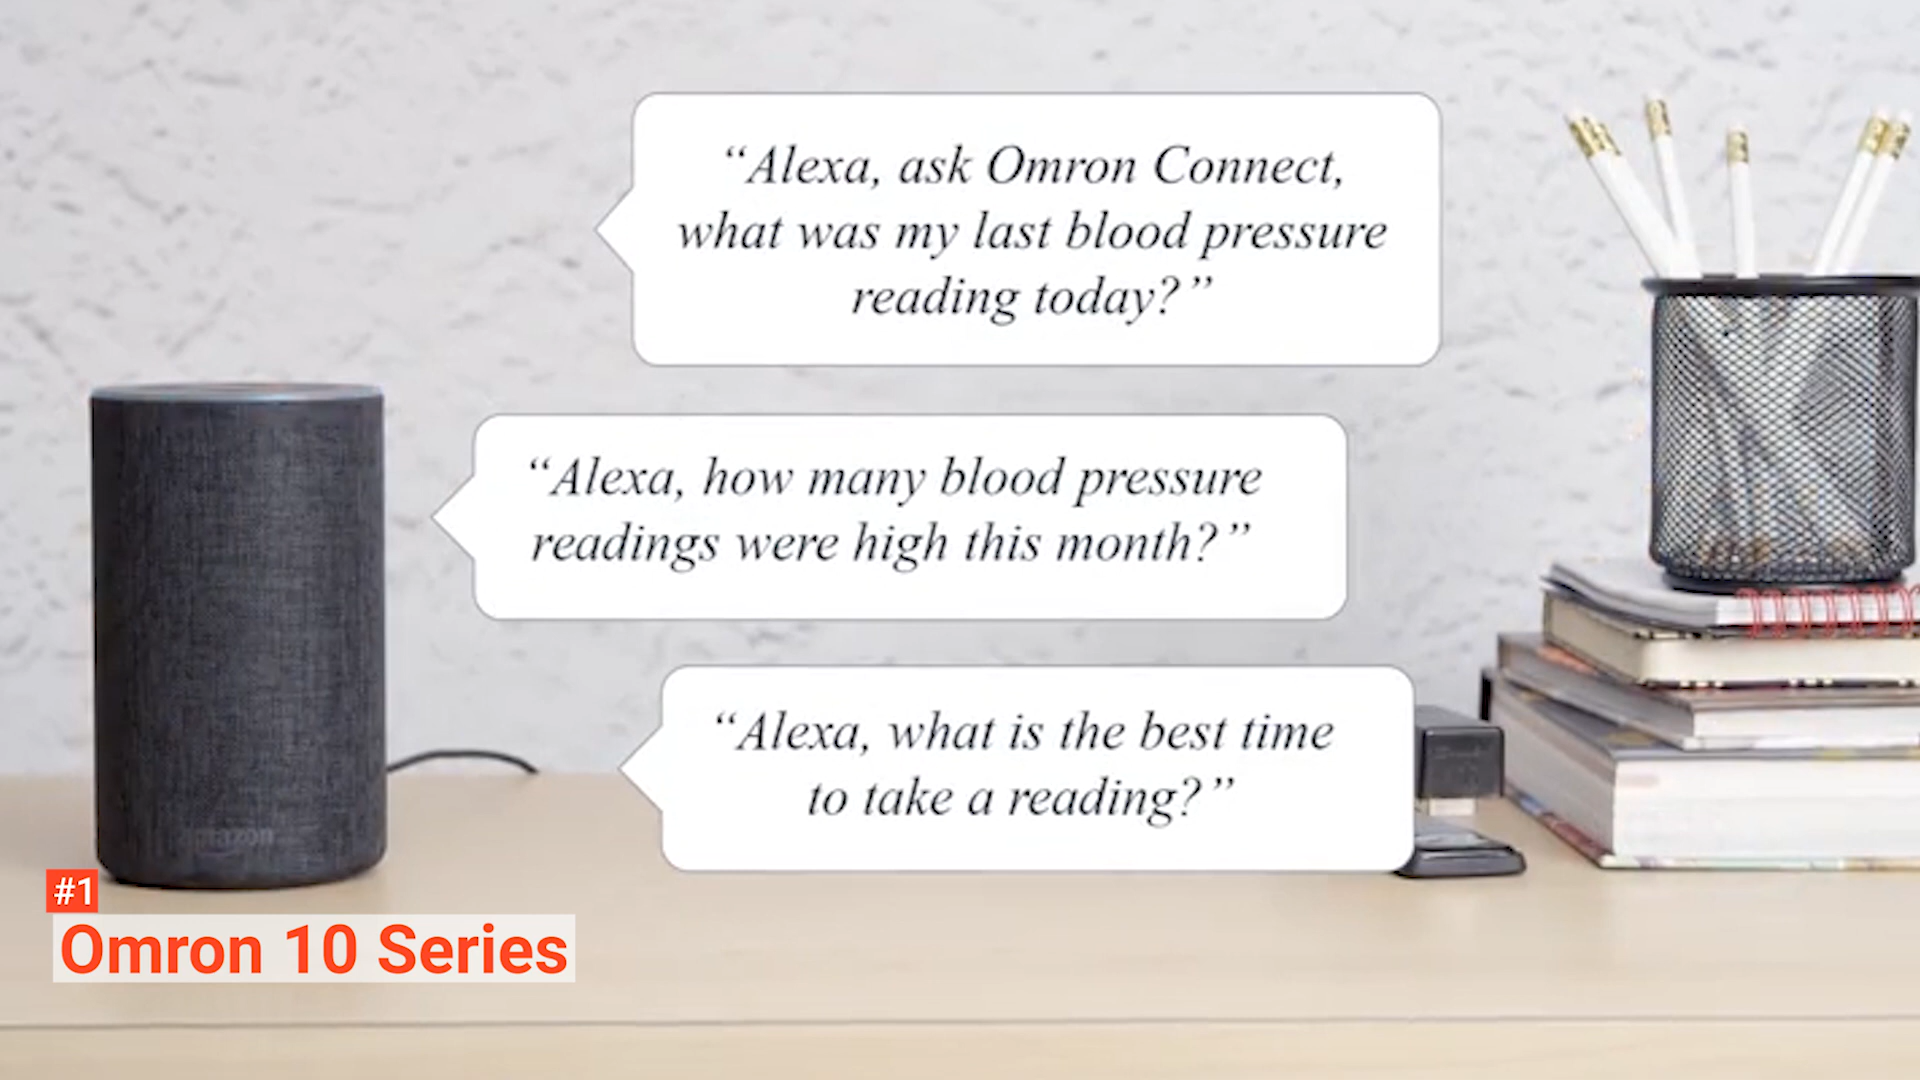 “Alexa, ask Omron Connect,
what was my last blood pressure
reading today?”
“Alexa, how many blood pressure
readings were high this month?”
“Alexa, what is the best time
to take a reading?”
amazon
#1
Omron 10 Series